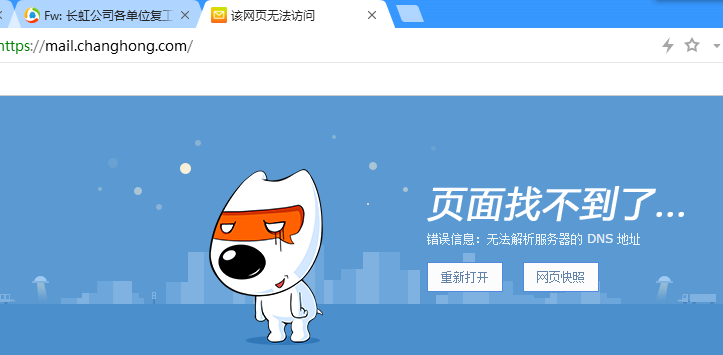 Fw: 长虹公司各单位复工
该网页无法访问
https://mail.changhong.com/
页面找不到了...
错误信息：无法解析服务器的 DNS 地址
重新打开
网页快照